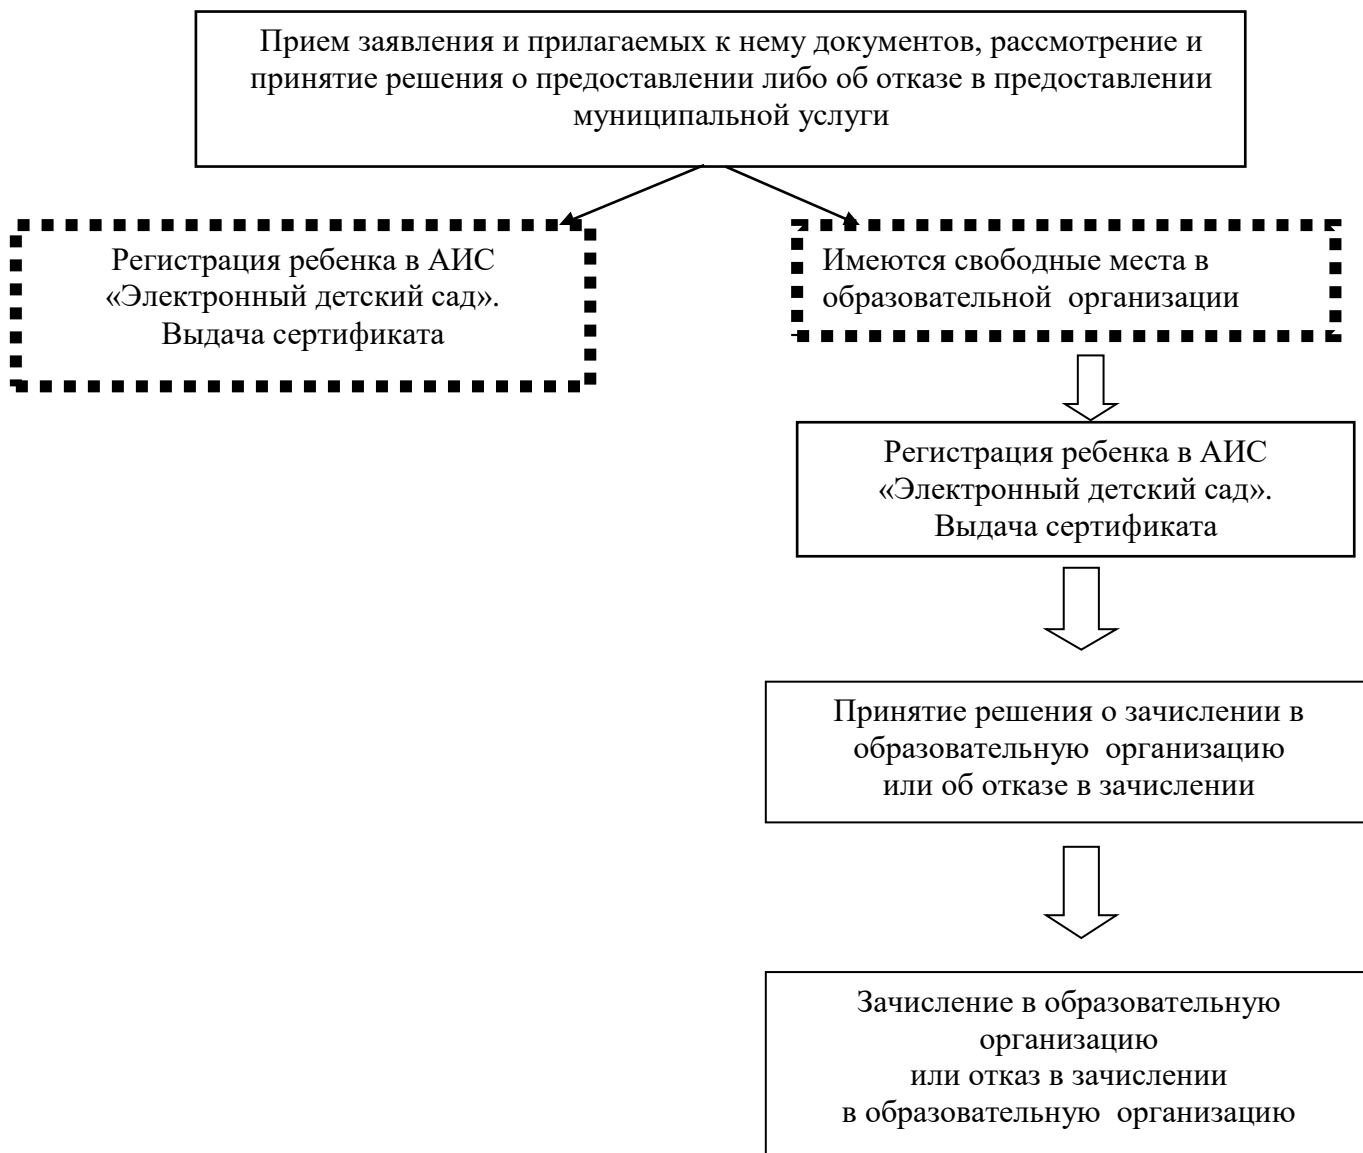 Прием заявления и прилагаемых к нему документов, рассмотрение и
принятие решения о предоставлении либо об отказе в предоставлении
муниципальной услуги
Регистрация ребенка в АИС
«Электронный детский сад».
Выдача сертификата
Имеются свободные места в
образовательной  организации
Регистрация ребенка в АИС
«Электронный детский сад».
Выдача сертификата
Принятие решения о зачислении в
образовательную  организацию
или об отказе в зачислении
Зачисление в образовательную
организацию
или отказ в зачислении
в образовательную  организацию